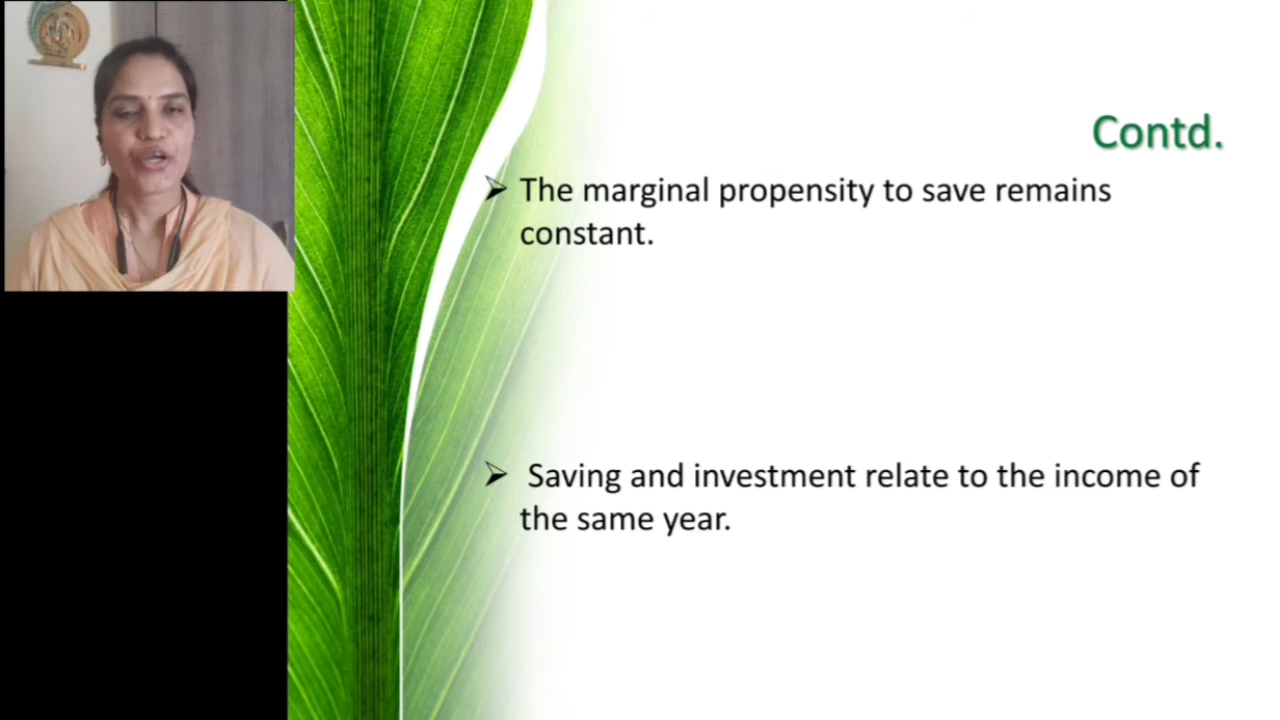 Contd.
➢ The marginal propensity to save remains
constant.
➢ Saving and investment relate to the income of
the same year.